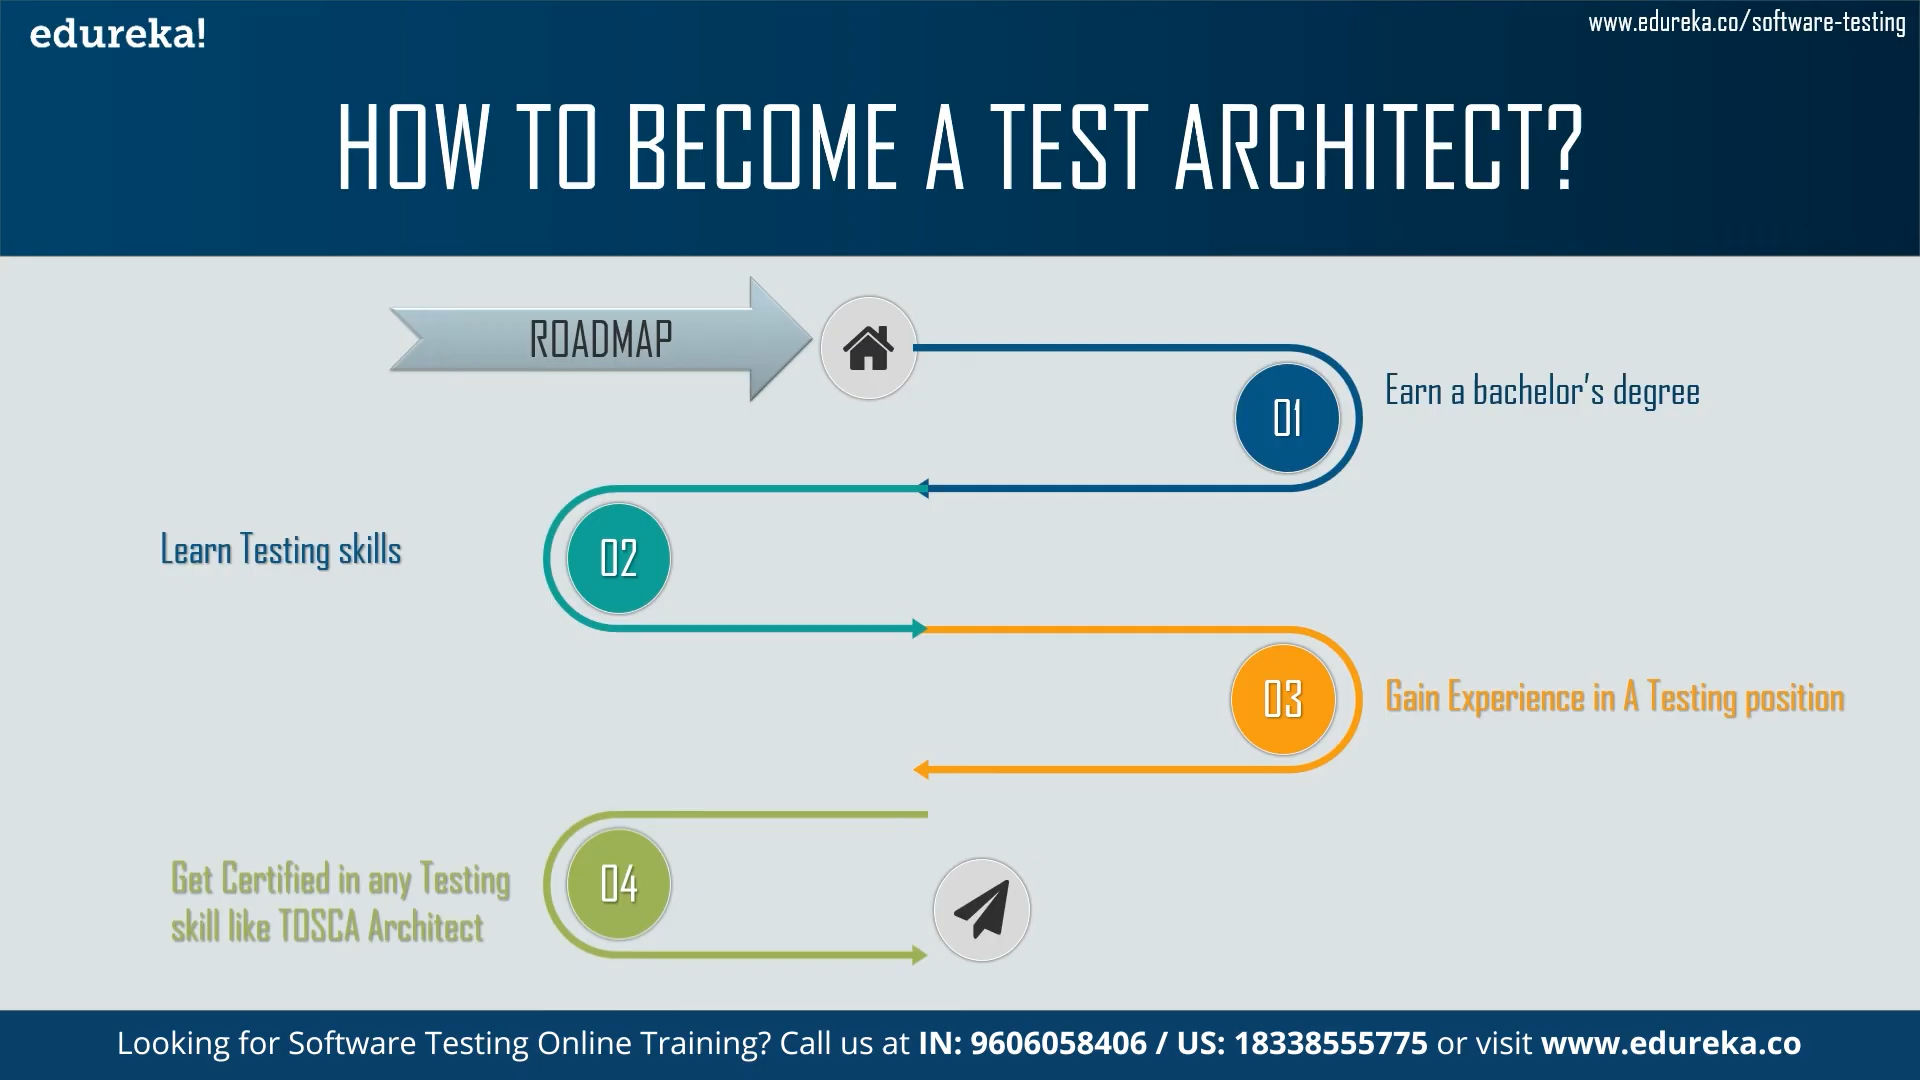 edureka!
www.edureka.co/software-testing
HOW TO BECOME A TEST ARCHITECT?
ROADMAP
01
Earn a bachelor’s degree
02
Learn Testing skills
03
Gain Experience in A Testing position
04
Get Certified in any Testing
skill like TOSCA Architect
Looking for Software Testing Online Training? Call us at IN: 9606058406 / US: 18338555775 or visit www.edureka.co